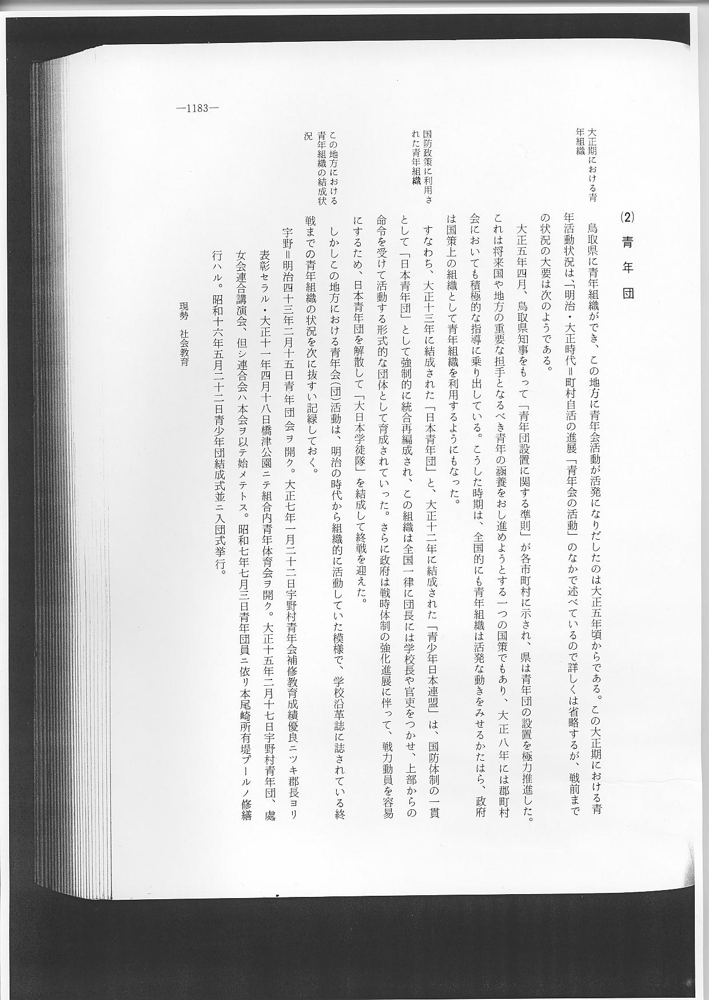 (2) 青年団
大正期における青
年組織
鳥取県に青年組織ができ、この地方に青年会活動が活発になりだしたのは大正五年頃からである。この大正期における青
年活動状況は、「明治・大正時代＝町村自活の進展「青年会の活動」のなかで述べているので詳しくは省略するが、戦前まで
の状況の大要は次のようである。
大正五年四月、鳥取県知事をもって「青年団設置に関する準則」が各市町村に示され、県は青年団の設置を極力推進した。
これは将来国や地方の重要な担手となるべき青年の涵養をおし進めようとする一つの国策でもあり、大正八年には郡町村
会においても積極的な指導に乗り出している。こうした時期は、全国的にも青年組織は活発な動きをみせるかたはら、政府
は国策上の組織として青年組織を利用するようにもなった。
国防政策に利用さ
れた青年組織
すなわち、大正十三年に結成された「日本青年団」と、大正十二年に結成された「青少年日本連盟」は、国防体制の一貫
として「日本青年団」として強制的に統合再編成され、この組織は全国一律に団長には学校長や官吏をつかせ、上部からの
命令を受けて活動する形式的な団体として育成されていった。さらに政府は戦時体制の強化進展に伴って、戦力動員を容易
にするため、日本青年団を解散して「大日本学徒隊」を結成して終戦を迎えた。
この地方における
青年組織の結成状
況
しかしこの地方における青年会(団)活動は、明治の時代から組織的に活動していた模様で、学校沿革誌に誌されている終
戦までの青年組織の状況を次に抜すい記録しておく。
宇野＝明治四十三年二月十五日青年団会ヲ開ク。大正七年一月二十二日宇野村青年会補修教育成績優良ニツキ郡長ヨリ
表彰セラル・大正十一年四月十八日橋津公園ニテ組合内青年体育会ヲ開ク。大正十五年二月十七日宇野村青年団、處
女会連合講演会、但シ連合会ハ本会ヲ以テ始メテトス。昭和七年七月三日青年団員ニ依リ本尾崎所有堤プールノ修繕
行ハル。昭和十六年五月二十二日青少年団結成式並ニ入団式挙行。
現勢 社会教育
—1183—